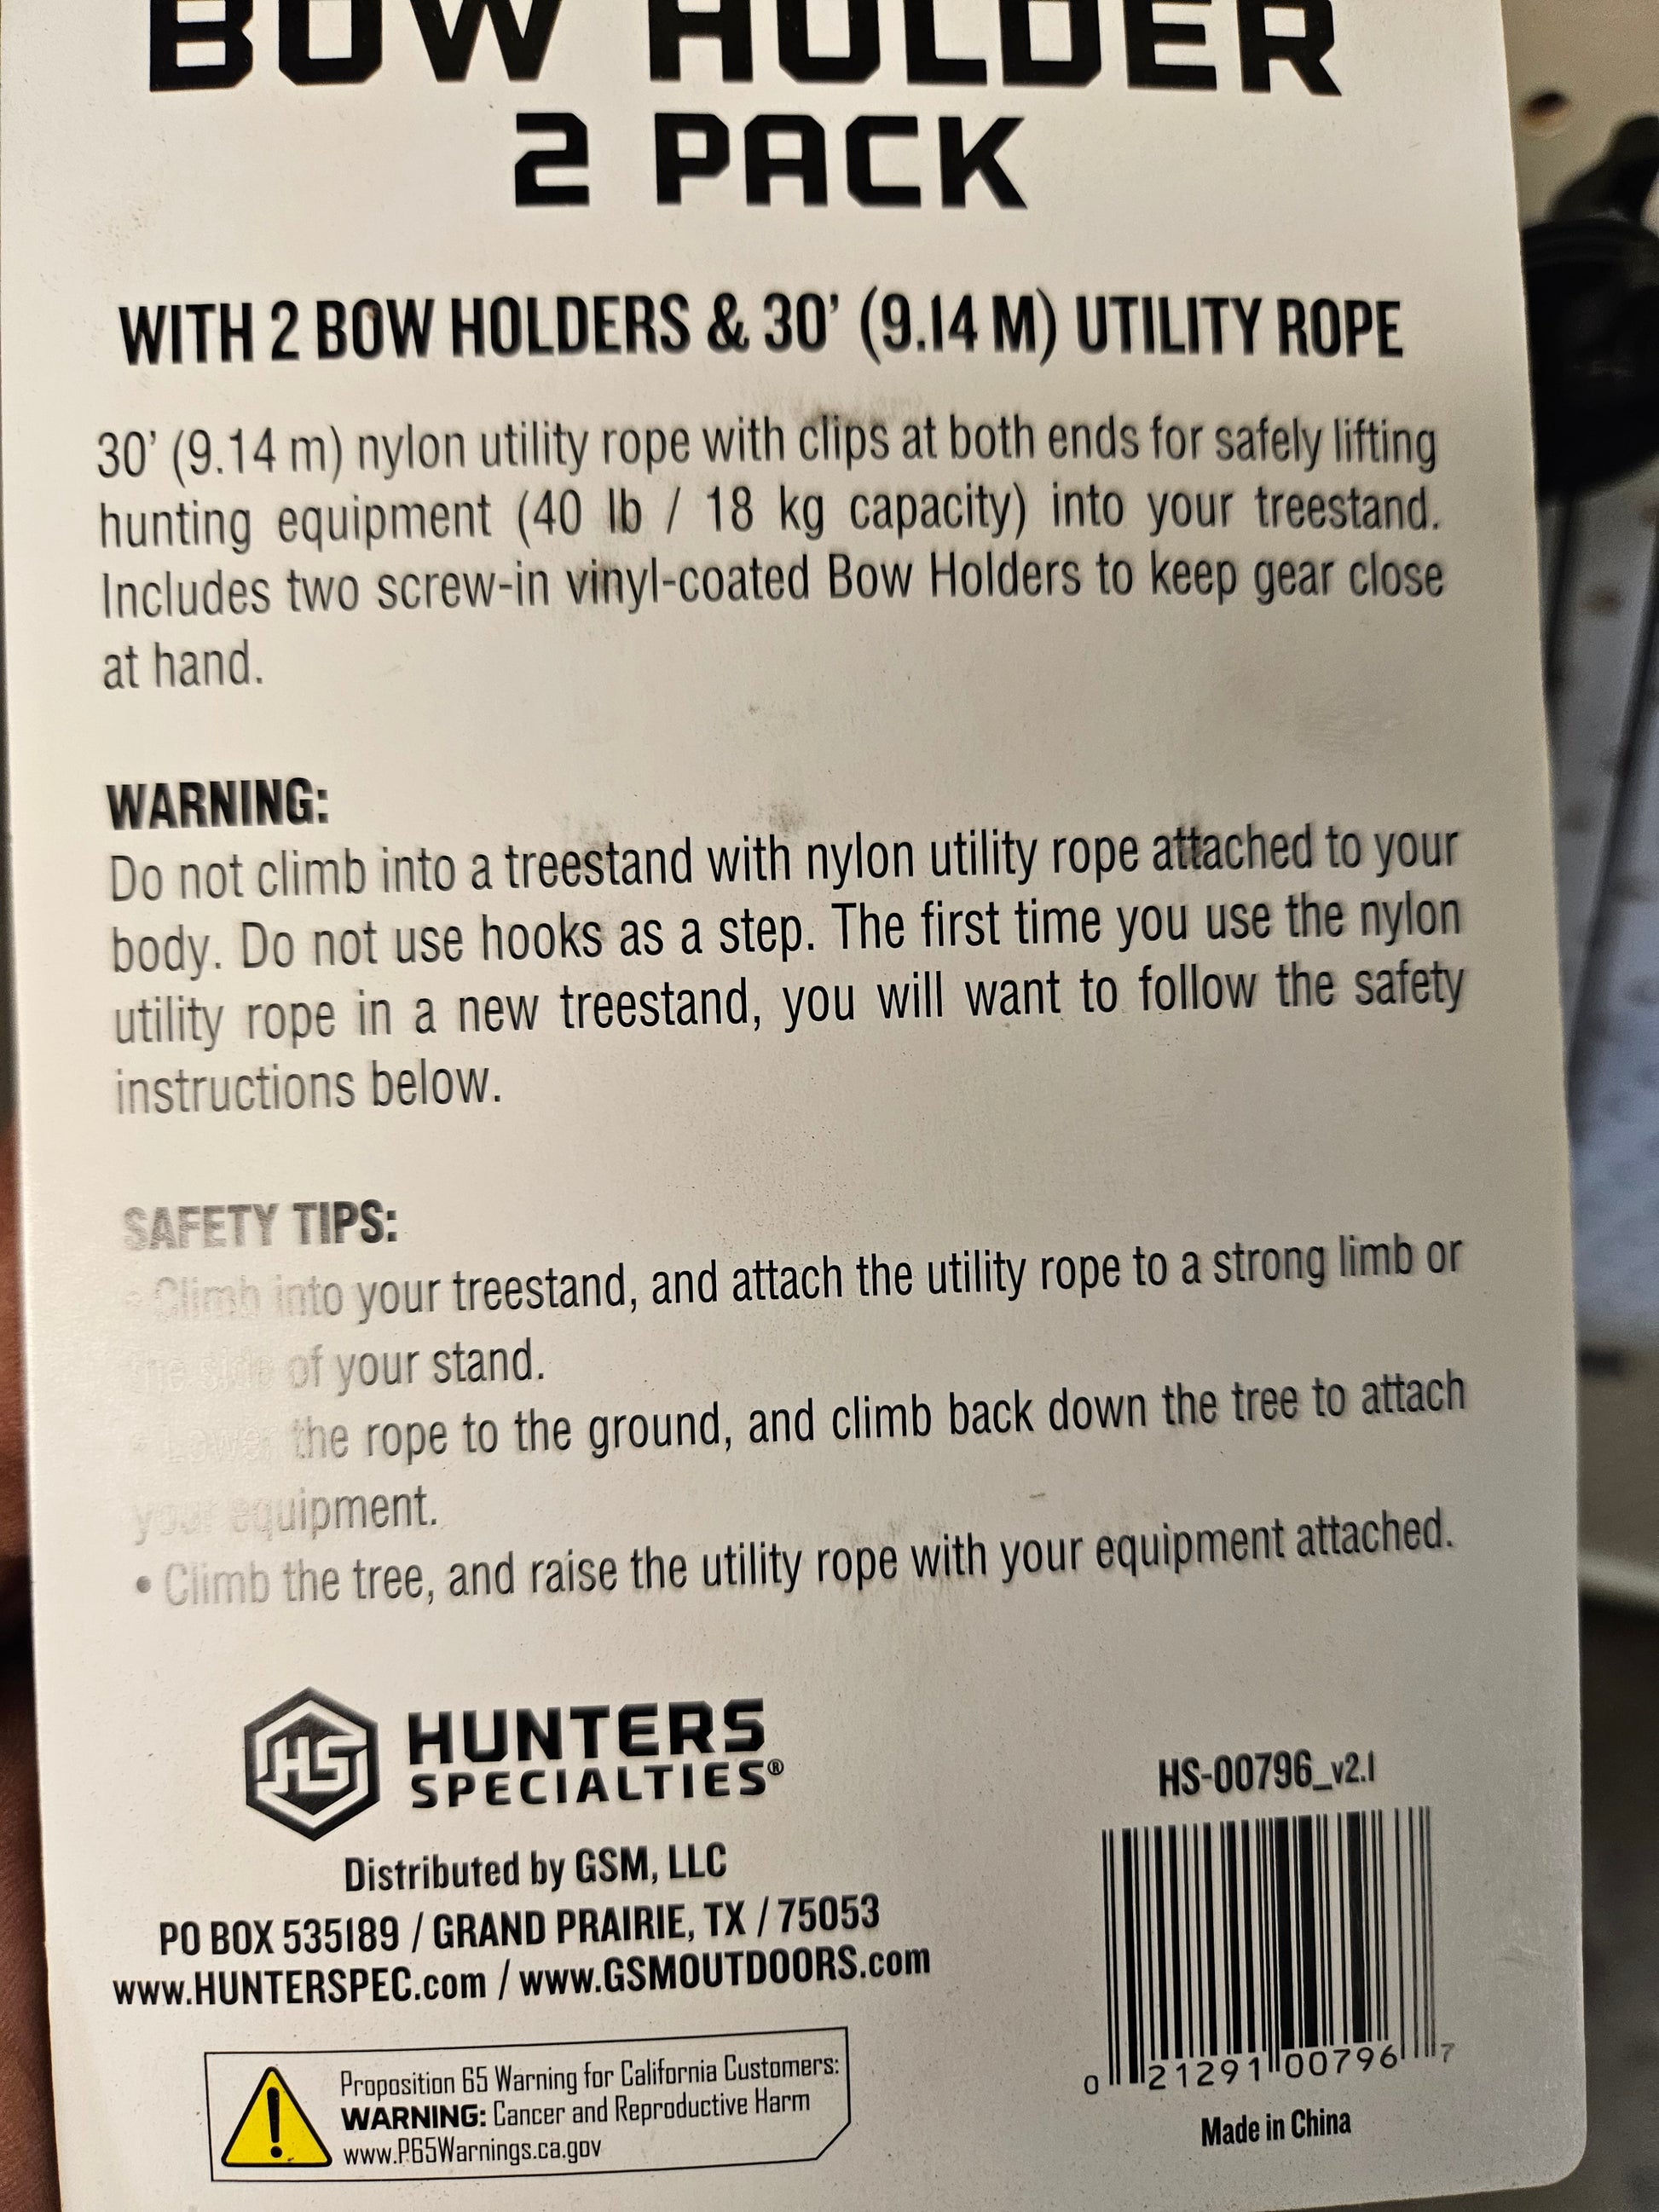 BOW HOLDER
2 PACK
WITH 2 BOW HOLDERS & 30' (9.14 M) UTILITY ROPE
30' (9.14 m) nylon utility rope with clips at both ends for safely lifting
hunting equipment (40 lb / 18 kg capacity) into your treestand.
Includes two screw-in vinyl-coated Bow Holders to keep gear close
at hand.
WARNING:
Do not climb into a treestand with nylon utility rope attached to your
body. Do not use hooks as a step. The first time you use the nylon
utility rope in a new treestand, you will want to follow the safety
instructions below.
SAFETY TIPS:
• Climb into your treestand, and attach the utility rope to a strong limb or
the side of your stand.
• Lower the rope to the ground, and climb back down the tree to attach
your equipment.
• Climb the tree, and raise the utility rope with your equipment attached.
HG
HUNTERS
SPECIALTIES®
Distributed by GSM, LLC
PO BOX 535189 / GRAND PRAIRIE, TX / 75053
www.HUNTERSPEC.com / www.GSMOUTDOORS.com
Proposition 65 Warning for California Customers:
WARNING: Cancer and Reproductive Harm
www.P65Warnings.ca.gov
HS-00796_v2.1
0 21291 00796 7
Made in China